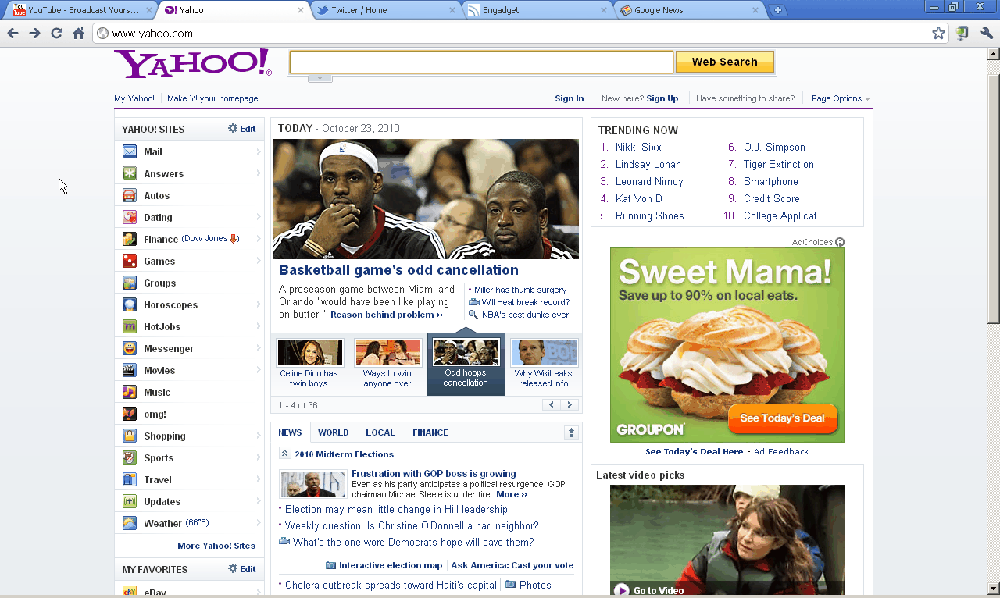 YouTube - Broadcast Yours...
Yahoo!
Twitter / Home
Engadget
Google News
www.yahoo.com
YAHOO!®
Web Search
My Yahoo!
Make Y! your homepage
Sign In
New here? Sign Up
Have something to share?
Page Options
YAHOO! SITES
Edit
Mail
Answers
Autos
Dating
Finance (Dow Jones )
Games
Groups
Horoscopes
HotJobs
Messenger
Movies
Music
omg!
Shopping
Sports
Travel
Updates
Weather (66°F)
More Yahoo! Sites
MY FAVORITES
Edit
eBay
TODAY - October 23, 2010
Basketball game's odd cancellation
A preseason game between Miami and
Orlando "would have been like playing
on butter." Reason behind problem »
• Miller has thumb surgery
Will Heat break record?
NBA's best dunks ever
Celine Dion has
twin boys
Ways to win
anyone over
Odd hoops
cancellation
Why WikiLeaks
released info
1 - 4 of 36
NEWS
WORLD
LOCAL
FINANCE
2010 Midterm Elections
Frustration with GOP boss is growing
Even as his party anticipates a political resurgence, GOP
chairman Michael Steele is under fire. More »
• Election may mean little change in Hill leadership
• Weekly question: Is Christine O'Donnell a bad neighbor?
What's the one word Democrats hope will save them?
Interactive election map
Ask America: Cast your vote
• Cholera outbreak spreads toward Haiti's capital
Photos
TRENDING NOW
1. Nikki Sixx
2. Lindsay Lohan
3. Leonard Nimoy
4. Kat Von D
5. Running Shoes
6. O.J. Simpson
7. Tiger Extinction
8. Smartphone
9. Credit Score
10. College Applicat...
AdChoices
Sweet Mama!
Save up to 90% on local eats.
GROUPON
See Today's Deal
See Today's Deal Here - Ad Feedback
Latest video picks
Go to Video